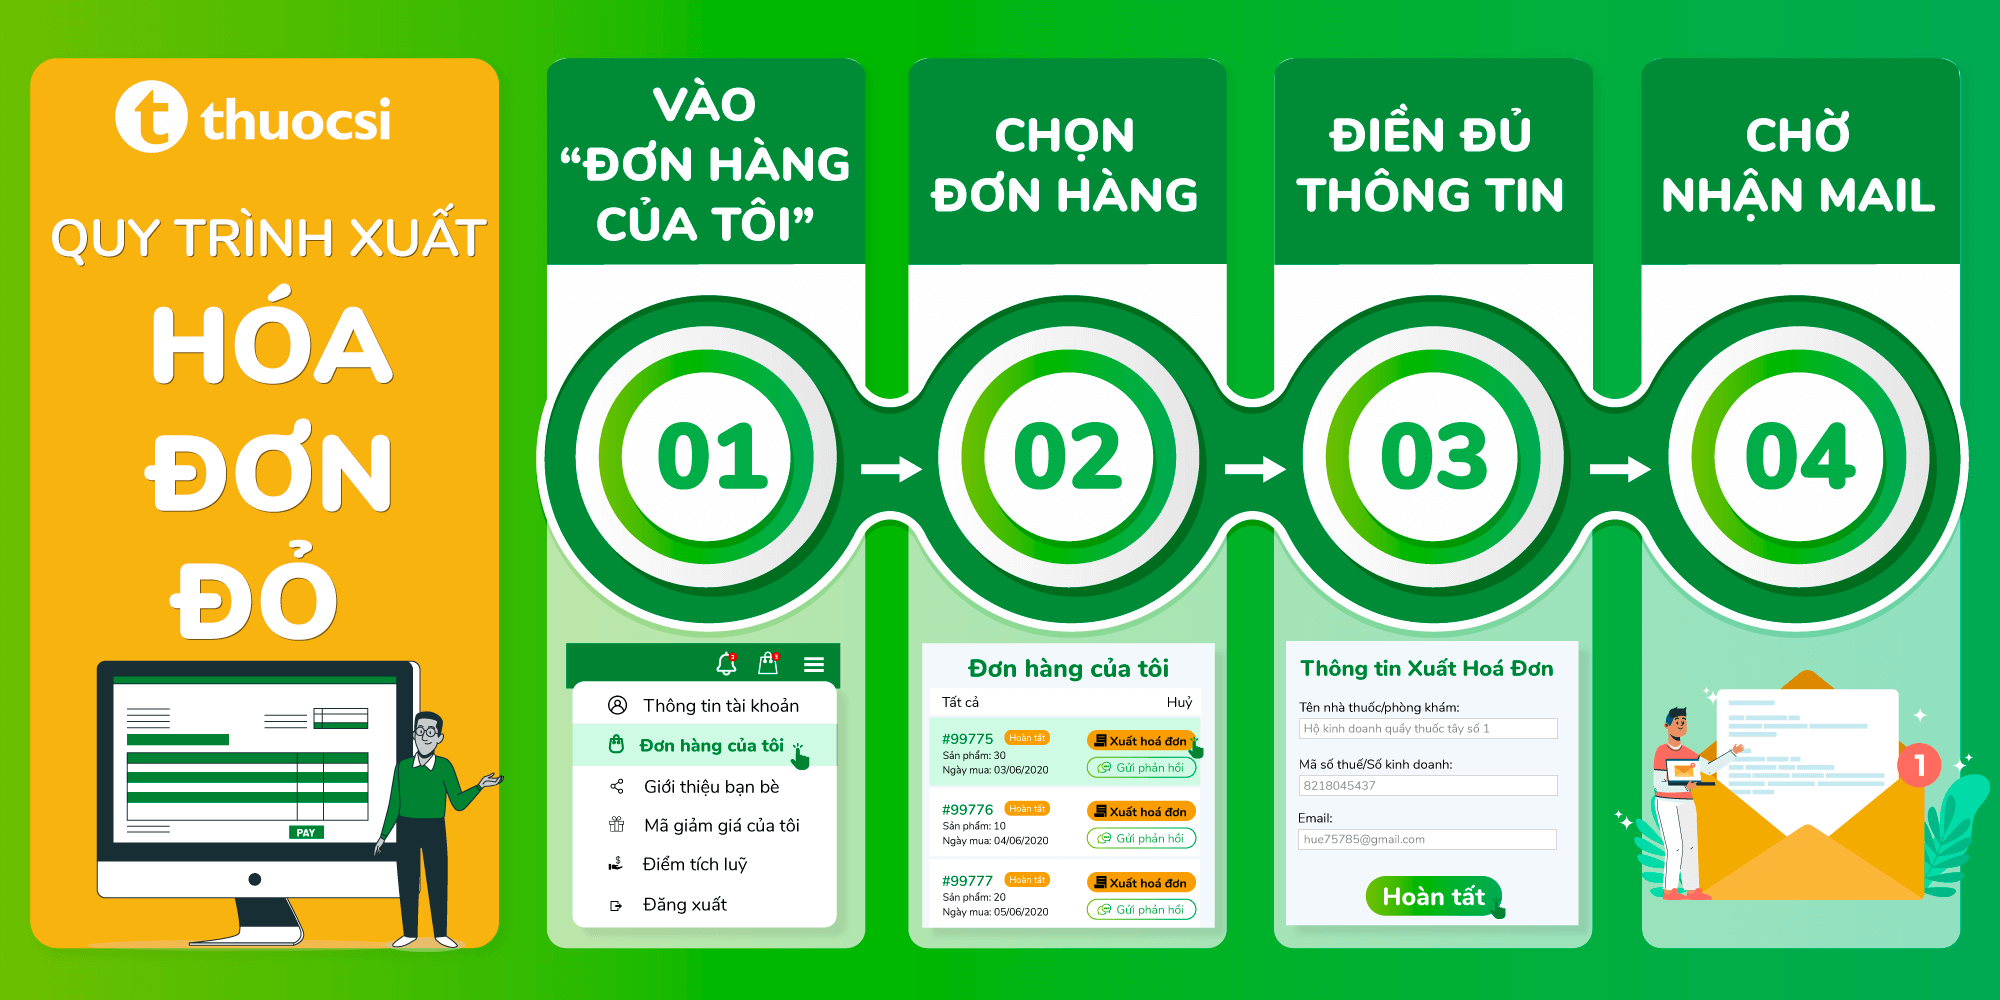 thuocsi
QUY TRÌNH XUẤT
HÓA
ĐƠN
ĐỎ
PAY
VÀO
“ĐƠN HÀNG
CỦA TÔI”
01
3
3
Thông tin tài khoản
Đơn hàng của tôi
Giới thiệu bạn bè
Mã giảm giá của tôi
Điểm tích luỹ
Đăng xuất
CHỌN
ĐƠN HÀNG
02
Đơn hàng của tôi
Tất cả Huỷ
#99775 Hoàn tất Xuất hoá đơn
Sản phẩm: 30
Ngày mua: 03/06/2020 Gửi phản hồi
#99776 Hoàn tất Xuất hoá đơn
Sản phẩm: 10
Ngày mua: 04/06/2020 Gửi phản hồi
#99777 Hoàn tất Xuất hoá đơn
Sản phẩm: 20
Ngày mua: 05/06/2020 Gửi phản hồi
ĐIỀN ĐỦ
THÔNG TIN
03
Thông tin Xuất Hoá Đơn
Tên nhà thuốc/phòng khám:
Hộ kinh doanh quầy thuốc tây số 1
Mã số thuế/Số kinh doanh:
8218045437
Email:
hue75785@gmail.com
Hoàn tất
CHỜ
NHẬN MAIL
04
1